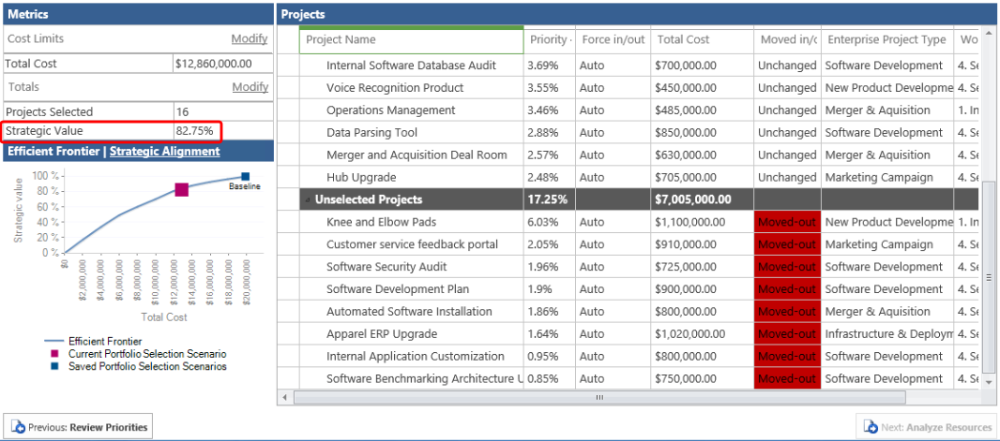 Metrics
Cost Limits Modify
Total Cost $12,860,000.00
Totals Modify
Projects Selected 16
Strategic Value 82.75%
Efficient Frontier | Strategic Alignment
100 %
80 %
60 %
40 %
20 %
0 %
Strategic value
Baseline
$0 $2,000,000 $4,000,000 $6,000,000 $8,000,000 $10,000,000 $12,000,000 $14,000,000 $16,000,000 $18,000,000 $20,000,000
Total Cost
Efficient Frontier
Current Portfolio Selection Scenario
Saved Portfolio Selection Scenarios
Projects
Project Name Priority Force in/out Total Cost Moved in/c Enterprise Project Type Wo
Internal Software Database Audit 3.69% Auto $700,000.00 Unchanged Software Development 4. Se
Voice Recognition Product 3.55% Auto $450,000.00 Unchanged New Product Developme 4. Se
Operations Management 3.46% Auto $485,000.00 Unchanged Merger & Aquisition 1. In
Data Parsing Tool 2.88% Auto $850,000.00 Unchanged Software Development 4. Se
Merger and Acquisition Deal Room 2.57% Auto $630,000.00 Unchanged Merger & Aquisition 4. Se
Hub Upgrade 2.48% Auto $705,000.00 Unchanged Marketing Campaign 4. Se
Unselected Projects 17.25% $7,005,000.00
Knee and Elbow Pads 6.03% Auto $1,100,000.00 Moved-out New Product Developme 1. In
Customer service feedback portal 2.05% Auto $910,000.00 Moved-out Marketing Campaign 4. Se
Software Security Audit 1.96% Auto $725,000.00 Moved-out Software Development 4. Se
Software Development Plan 1.9% Auto $900,000.00 Moved-out Software Development 4. Se
Automated Software Installation 1.86% Auto $800,000.00 Moved-out Merger & Aquisition 4. Se
Apparel ERP Upgrade 1.64% Auto $1,020,000.00 Moved-out Infrastructure & Deploym 4. Se
Internal Application Customization 0.95% Auto $800,000.00 Moved-out Software Development 4. Se
Software Benchmarking Architecture U 0.85% Auto $750,000.00 Moved-out Software Development 4. Se
Previous: Review Priorities
Next: Analyze Resources